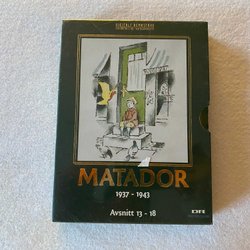 MATADOR
1937 - 1943
Avsnitt 13 - 18
DR